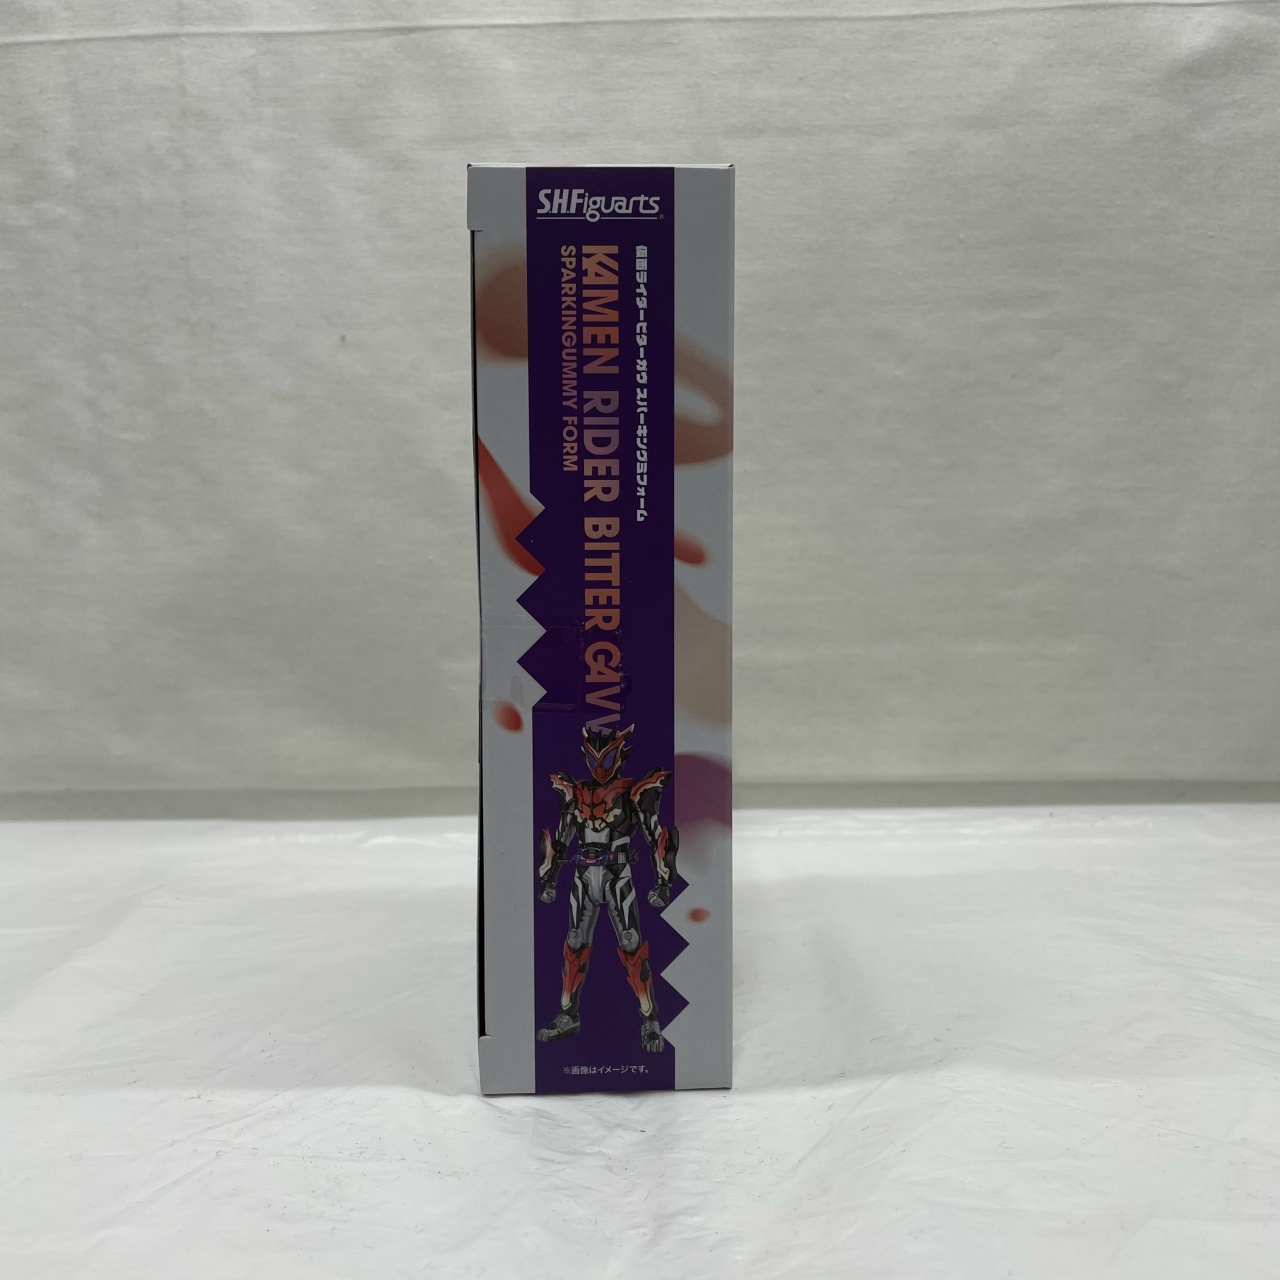 S.H.Figuarts
仮面ライダービターガヴ スパーキングミフォーム
KAMEN RIDER BITTER GAVV
SPARKINGUMMY FORM
※画像はイメージです。